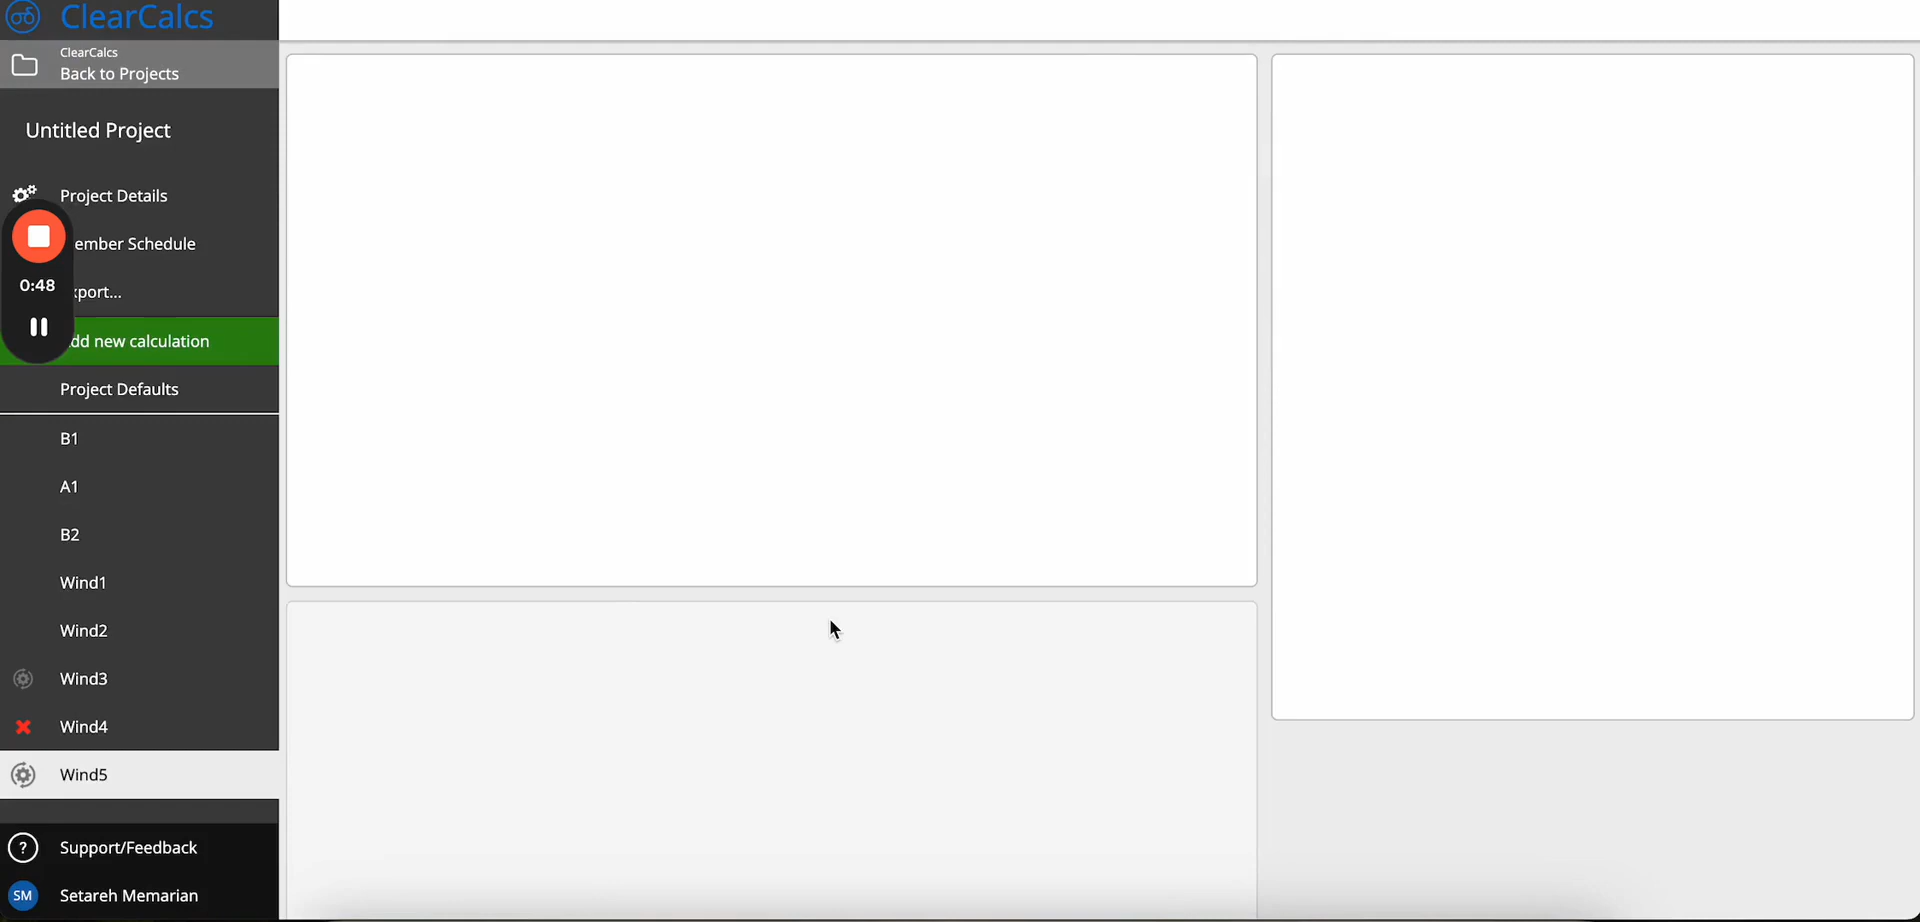 ClearCalcs
ClearCalcs
Back to Projects
Untitled Project
Project Details
ember Schedule
0:48
xport...
dd new calculation
Project Defaults
B1
A1
B2
Wind1
Wind2
Wind3
Wind4
Wind5
? Support/Feedback
SM Setareh Memarian